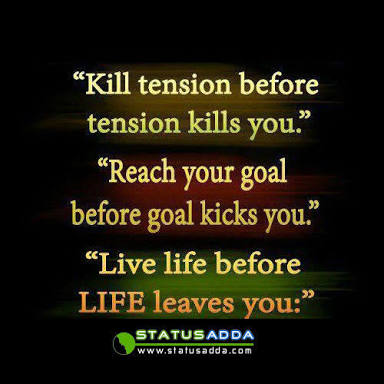 “Kill tension before
tension kills you.”
“Reach your goal
before goal kicks you.”
“Live life before
LIFE leaves you:”
STATUSADDA
www.statusadda.com